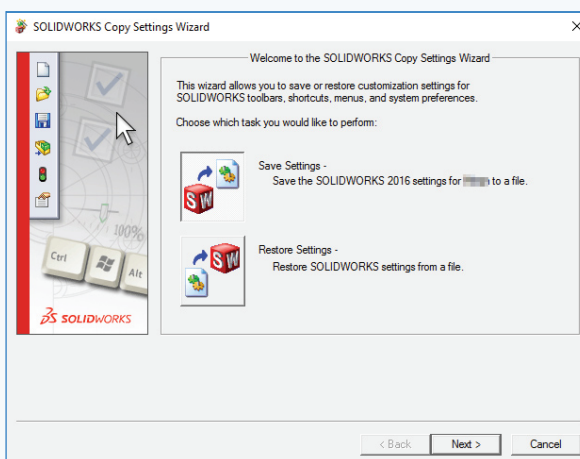 SOLIDWORKS Copy Settings Wizard
Welcome to the SOLIDWORKS Copy Settings Wizard
This wizard allows you to save or restore customization settings for
SOLIDWORKS toolbars, shortcuts, menus, and system preferences.
Choose which task you would like to perform:
Save Settings -
Save the SOLIDWORKS 2016 settings for to a file.
SW
Restore Settings -
Restore SOLIDWORKS settings from a file.
SW
100%
Ctrl
Alt
SOLIDWORKS
< Back
Next >
Cancel